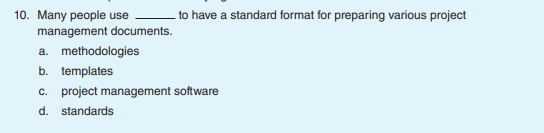 10. Many people use ______ to have a standard format for preparing various project
management documents.
a. methodologies
b. templates
c. project management software
d. standards